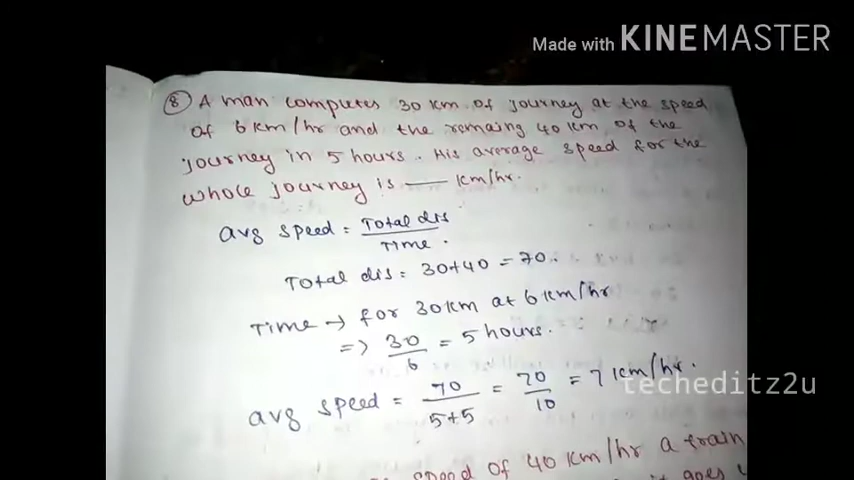 Made with KINEMASTER
8 A man computes 30 km of journey at the speed
of 6 km/hr and the remaing 40 km of the
journey in 5 hours. His average speed for the
whole journey is — km/hr.
avg speed = Total dis / Time.
Total dis = 30+40 = 70.
Time → for 30km at 6 km/hr
=> 30/6 = 5 hours.
avg speed = 70/5+5 = 70/10 = 7 km/hr.
techeditz2u
speed of 40 km/hr a train
it goes